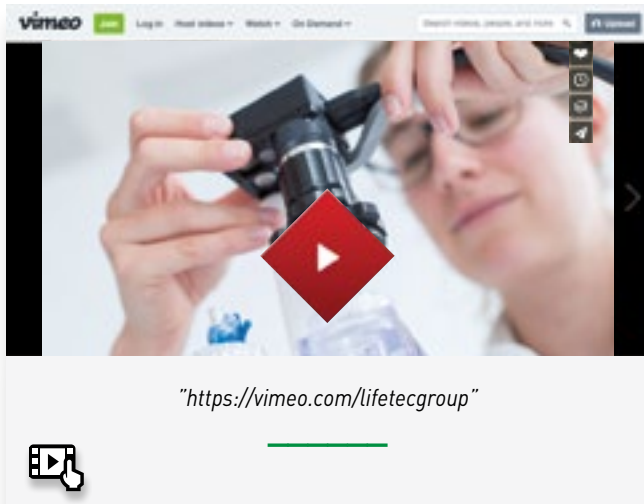 vimeo Join Log in Host videos Watch On Demand Search videos, people, and more Upload
"https://vimeo.com/lifetecgroup"